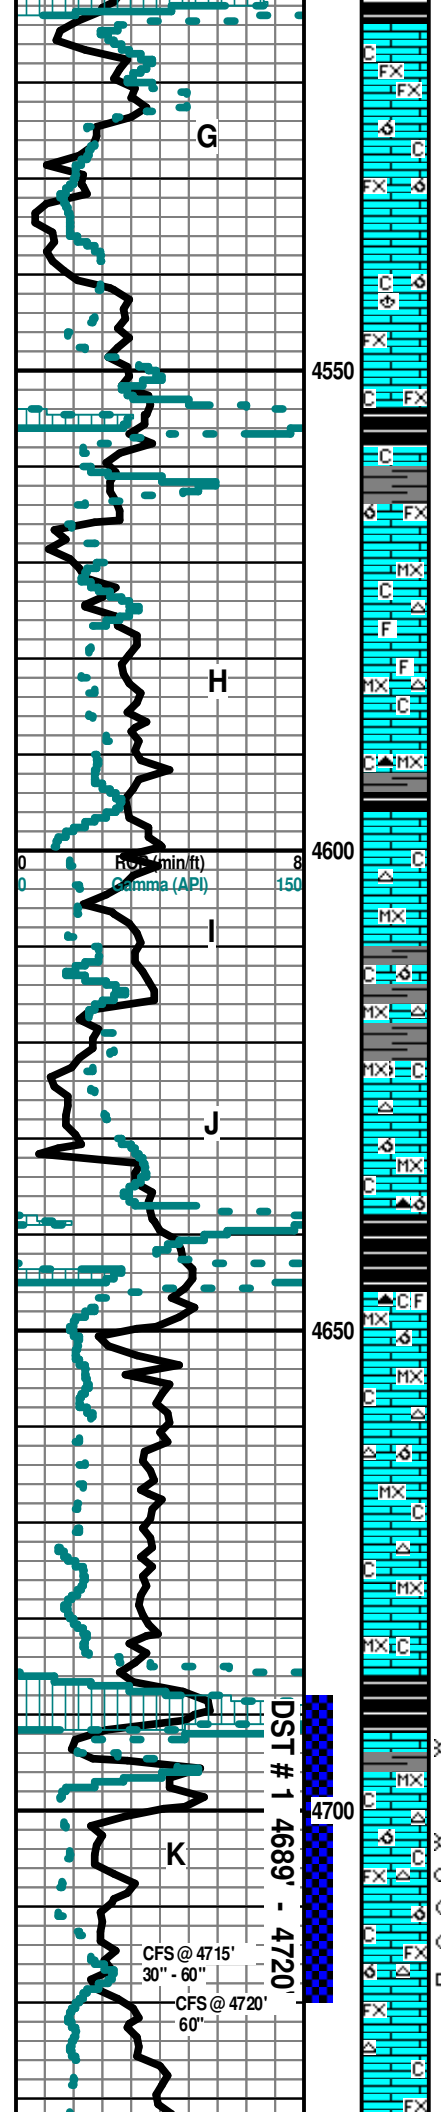 C
FX
FX
G
C
FX
C
FX
4550
C FX
C
FX
MX
C
F
F
H
MX
C
C MX
4600
0 ROP (min/ft) 8
0 Gamma (API) 150
C
MX
I
C
MX
MX C
J
MX
C
C F
MX
4650
MX
C
MX
C
C
MX
MX C
DST # 1 4689' - 4720'
MX
C
4700
K
C
FX
C
CFS @ 4715'
30" - 60"
FX
CFS @ 4720'
60"
FX
C
FX